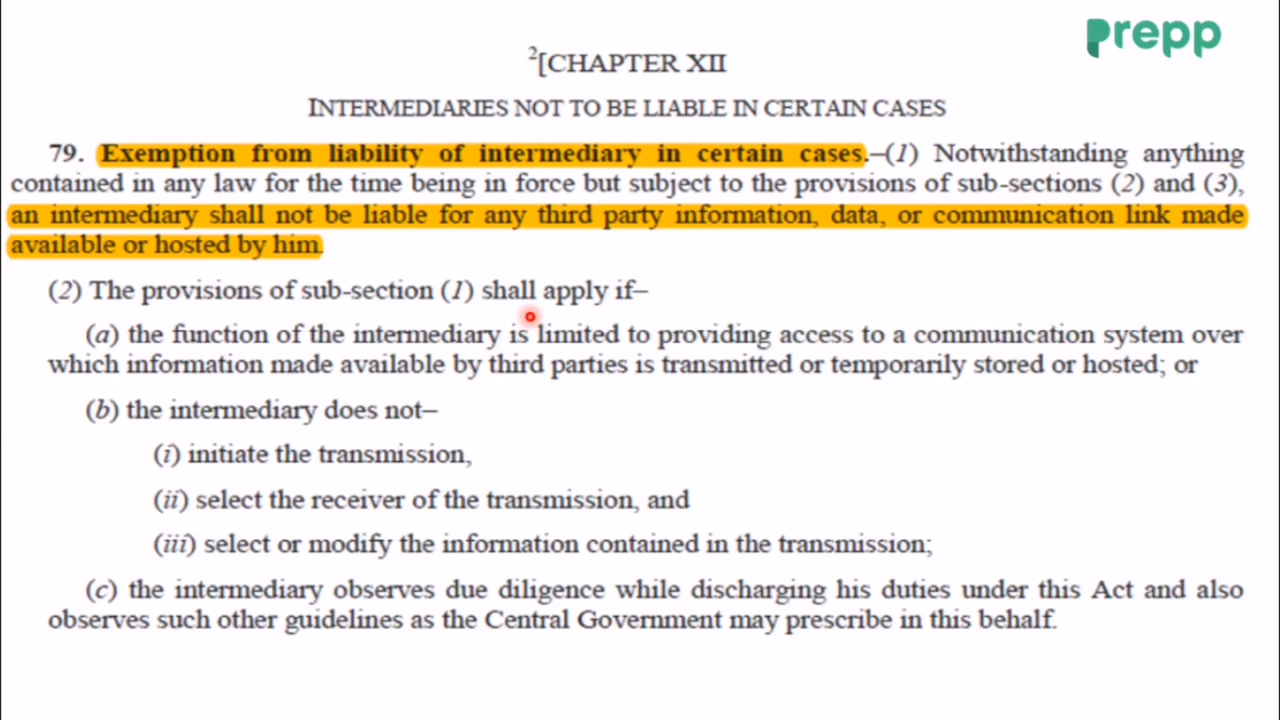 prepp
2[CHAPTER XII
INTERMEDIARIES NOT TO BE LIABLE IN CERTAIN CASES
79. Exemption from liability of intermediary in certain cases.–(1) Notwithstanding anything
contained in any law for the time being in force but subject to the provisions of sub-sections (2) and (3),
an intermediary shall not be liable for any third party information, data, or communication link made
available or hosted by him.
(2) The provisions of sub-section (1) shall apply if–
(a) the function of the intermediary is limited to providing access to a communication system over
which information made available by third parties is transmitted or temporarily stored or hosted; or
(b) the intermediary does not–
(i) initiate the transmission,
(ii) select the receiver of the transmission, and
(iii) select or modify the information contained in the transmission;
(c) the intermediary observes due diligence while discharging his duties under this Act and also
observes such other guidelines as the Central Government may prescribe in this behalf.